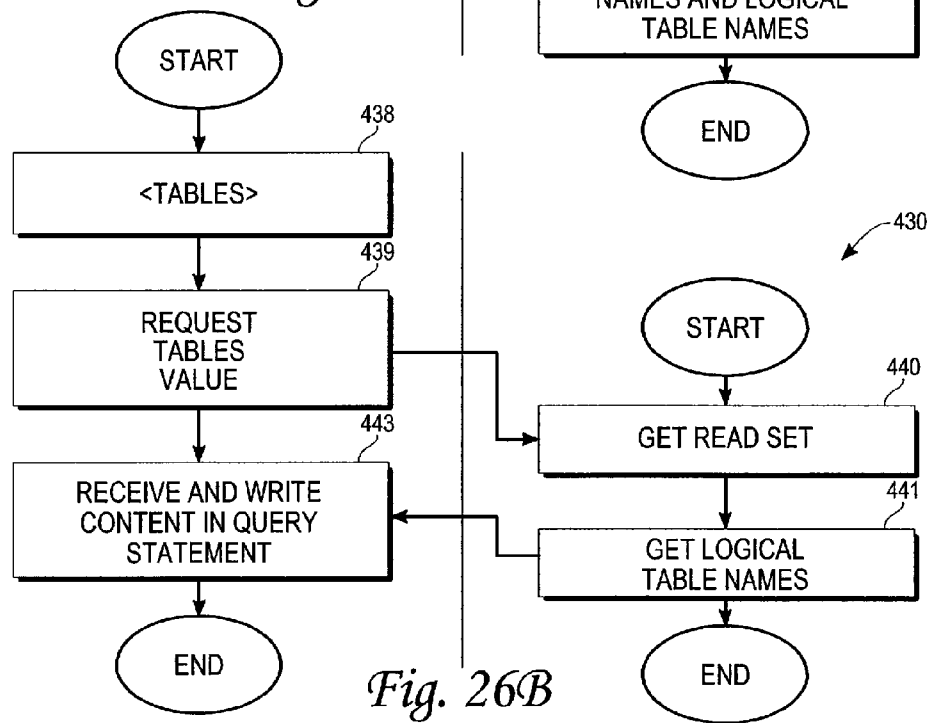 NAMES AND LOGICAL
TABLE NAMES
END
START
438
<TABLES>
439
REQUEST
TABLES
VALUE
443
RECEIVE AND WRITE
CONTENT IN QUERY
STATEMENT
END
430
START
440
GET READ SET
441
GET LOGICAL
TABLE NAMES
END
Fig. 26B